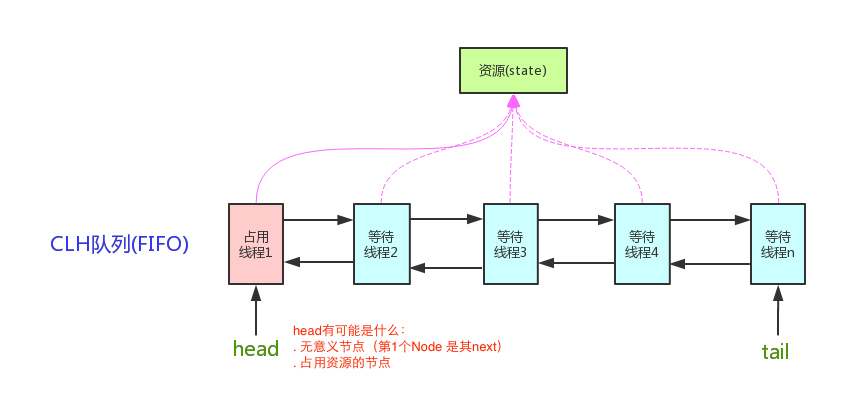 资源(state)
CLH队列(FIFO)
占用
线程1
等待
线程2
等待
线程3
等待
线程4
等待
线程n
head
head有可能是什么：
. 无意义节点（第1个Node 是其next）
. 占用资源的节点
tail